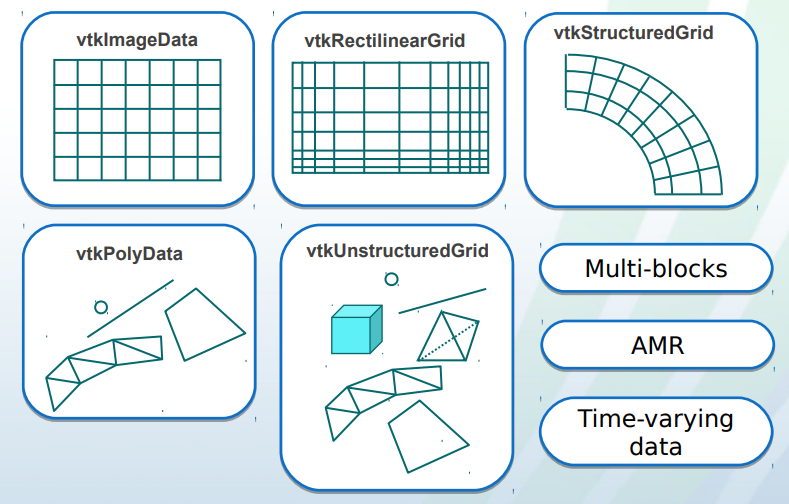 vtkImageData
vtkRectilinearGrid
vtkStructuredGrid
vtkPolyData
vtkUnstructuredGrid
Multi-blocks
AMR
Time-varying
data